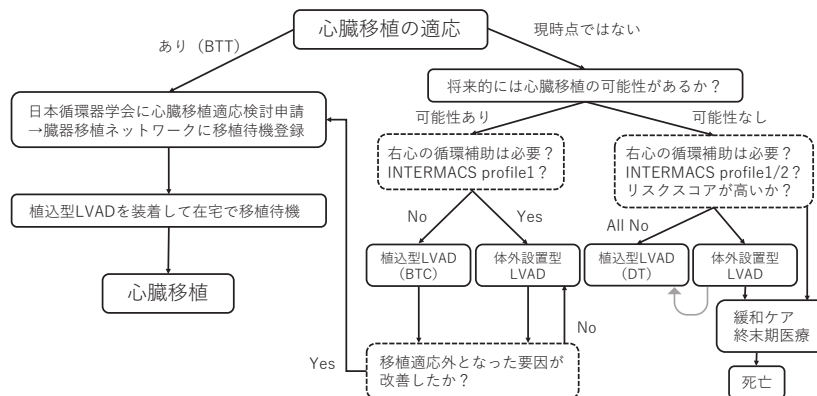 心臓移植の適応
あり（BTT）
現時点ではない
将来的には心臓移植の可能性があるか？
日本循環器学会に心臓移植適応検討申請
→臓器移植ネットワークに移植待機登録
可能性あり
可能性なし
右心の循環補助は必要？
INTERMACS profile1？
右心の循環補助は必要？
INTERMACS profile1/2？
リスクスコアが高いか？
植込型LVADを装着して在宅で移植待機
No
Yes
All No
植込型LVAD
（BTC）
体外設置型
LVAD
植込型LVAD
（DT）
体外設置型
LVAD
心臓移植
No
緩和ケア
終末期医療
Yes
移植適応外となった要因が
改善したか？
死亡